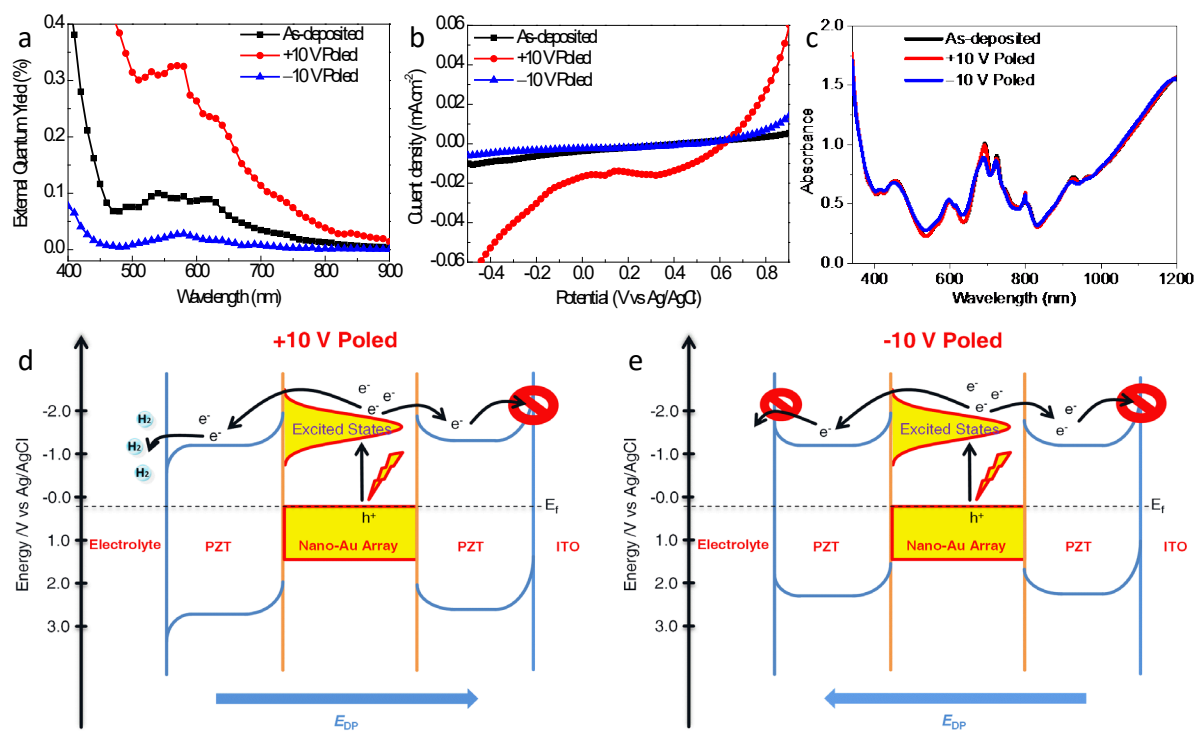 a
As-deposited
+10 V Poled
−10 V Poled
External Quantum Yield (%)
0.4
0.3
0.2
0.1
0.0
400 500 600 700 800 900
Wavelength (nm)
b
As-deposited
+10 V Poled
−10 V Poled
Cuent density (mAcm⁻²)
0.06
0.04
0.02
0.00
-0.02
-0.04
-0.06
-0.4 -0.2 0.0 0.2 0.4 0.6 0.8
Potential (V vs Ag/AgCl)
c
As-deposited
+10 V Poled
−10 V Poled
Absorbance
2.0
1.5
1.0
0.5
0.0
400 600 800 1000 1200
Wavelength (nm)
d
+10 V Poled
Energy /V vs Ag/AgCl
-2.0
-1.0
-0.0
1.0
2.0
3.0
H₂
H₂
H₂
e⁻
e⁻
e⁻
e⁻
e⁻
e⁻
Excited States
h⁺
E_f
Electrolyte
PZT
Nano-Au Array
PZT
ITO
E_DP
e
-10 V Poled
Energy /V vs Ag/AgCl
-2.0
-1.0
-0.0
1.0
2.0
3.0
e⁻
e⁻
e⁻
e⁻
e⁻
e⁻
Excited States
h⁺
E_f
Electrolyte
PZT
Nano-Au Array
PZT
ITO
E_DP